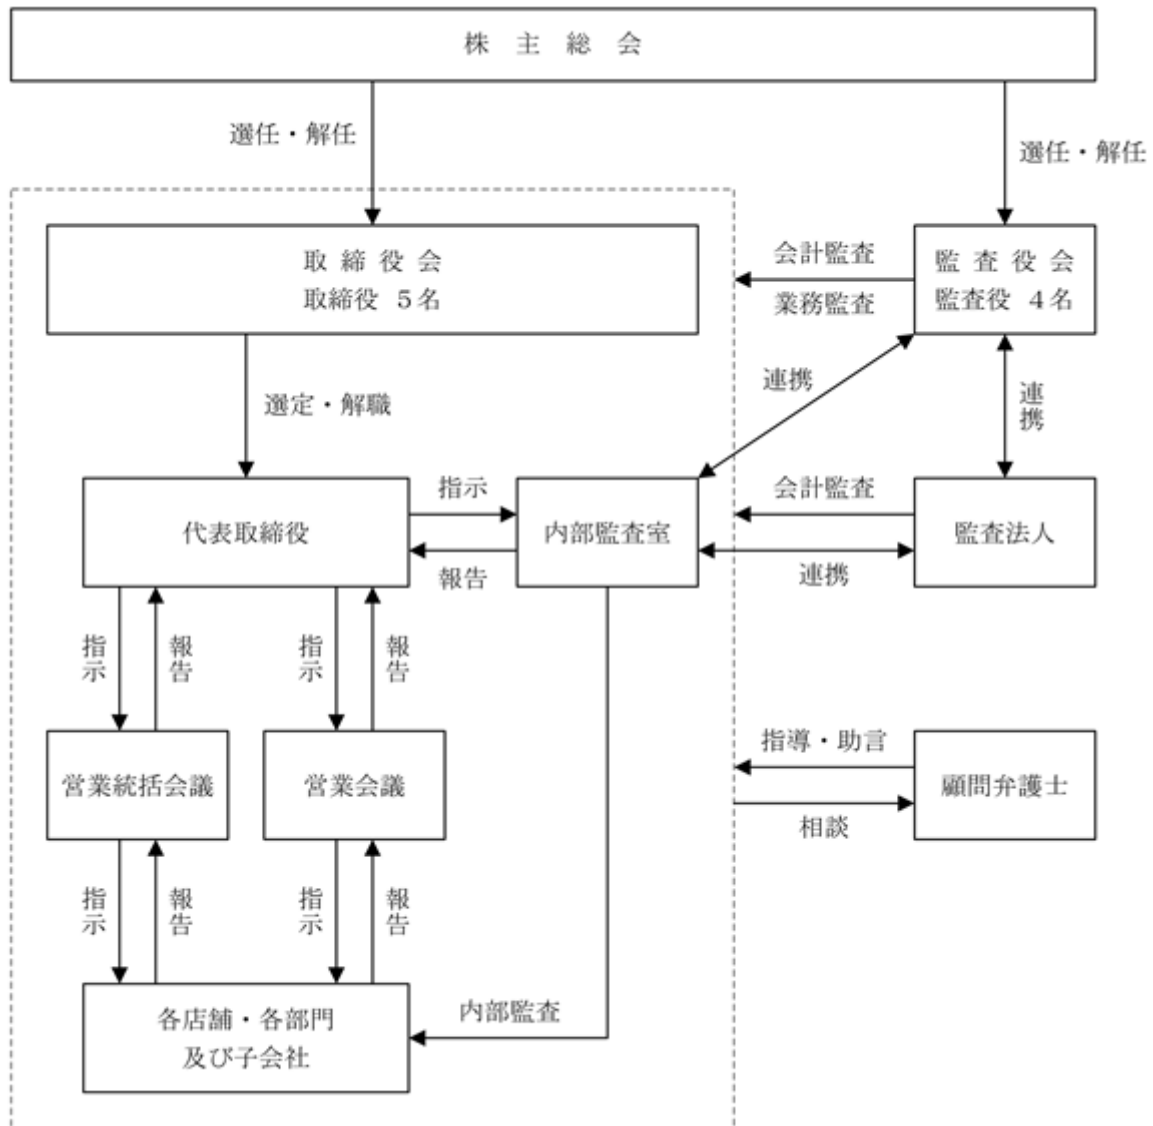 株 主 総 会
選任・解任
選任・解任
取 締 役 会
取締役 5名
会計監査
業務監査
監 査 役 会
監査役 4名
連携
連携
選定・解職
代表取締役
指示
報告
内部監査室
会計監査
連携
監査法人
指示
報告
指示
報告
営業統括会議
営業会議
指導・助言
相談
顧問弁護士
指示
報告
指示
報告
各店舗・各部門
及び子会社
内部監査